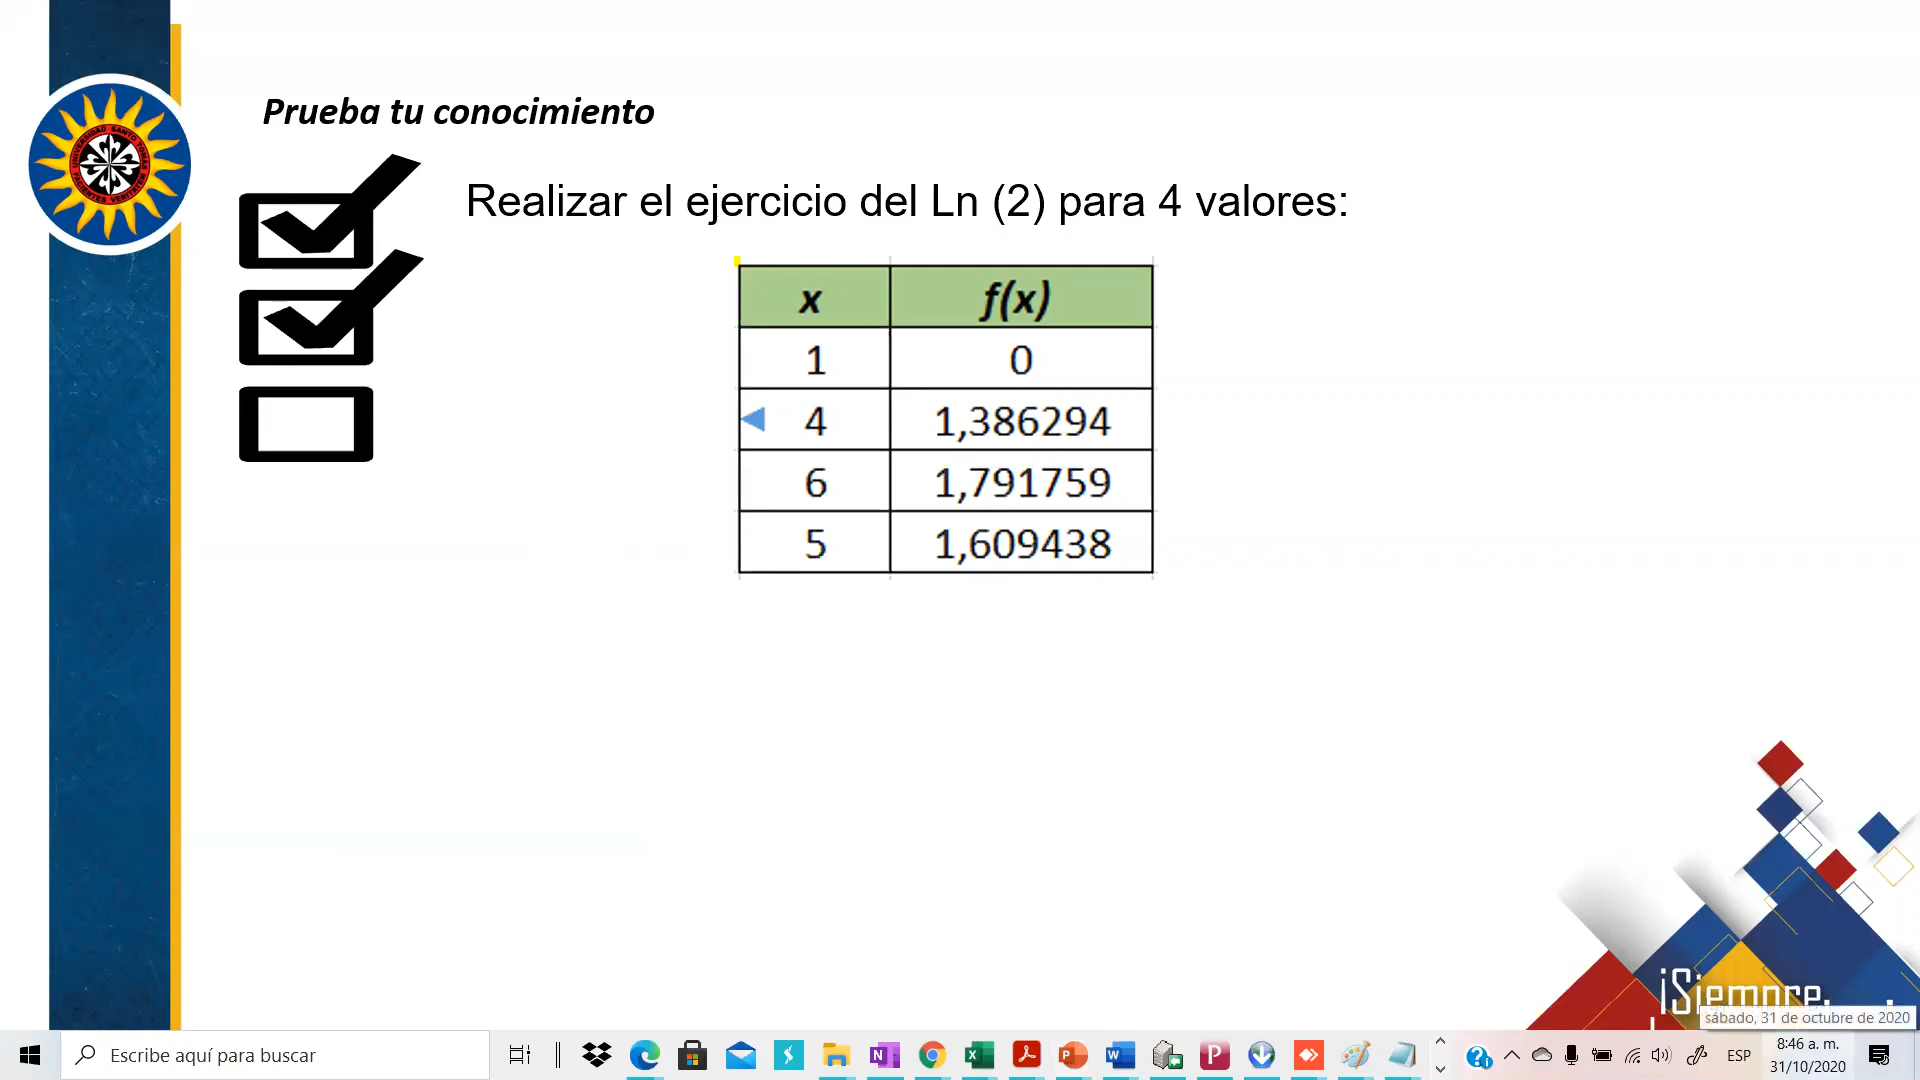 Prueba tu conocimiento
Realizar el ejercicio del Ln (2) para 4 valores:
x f(x)
1 0
4 1,386294
6 1,791759
5 1,609438
¡Siempre
sábado, 31 de octubre de 2020
Escribe aquí para buscar
ESP
8:46 a. m.
31/10/2020